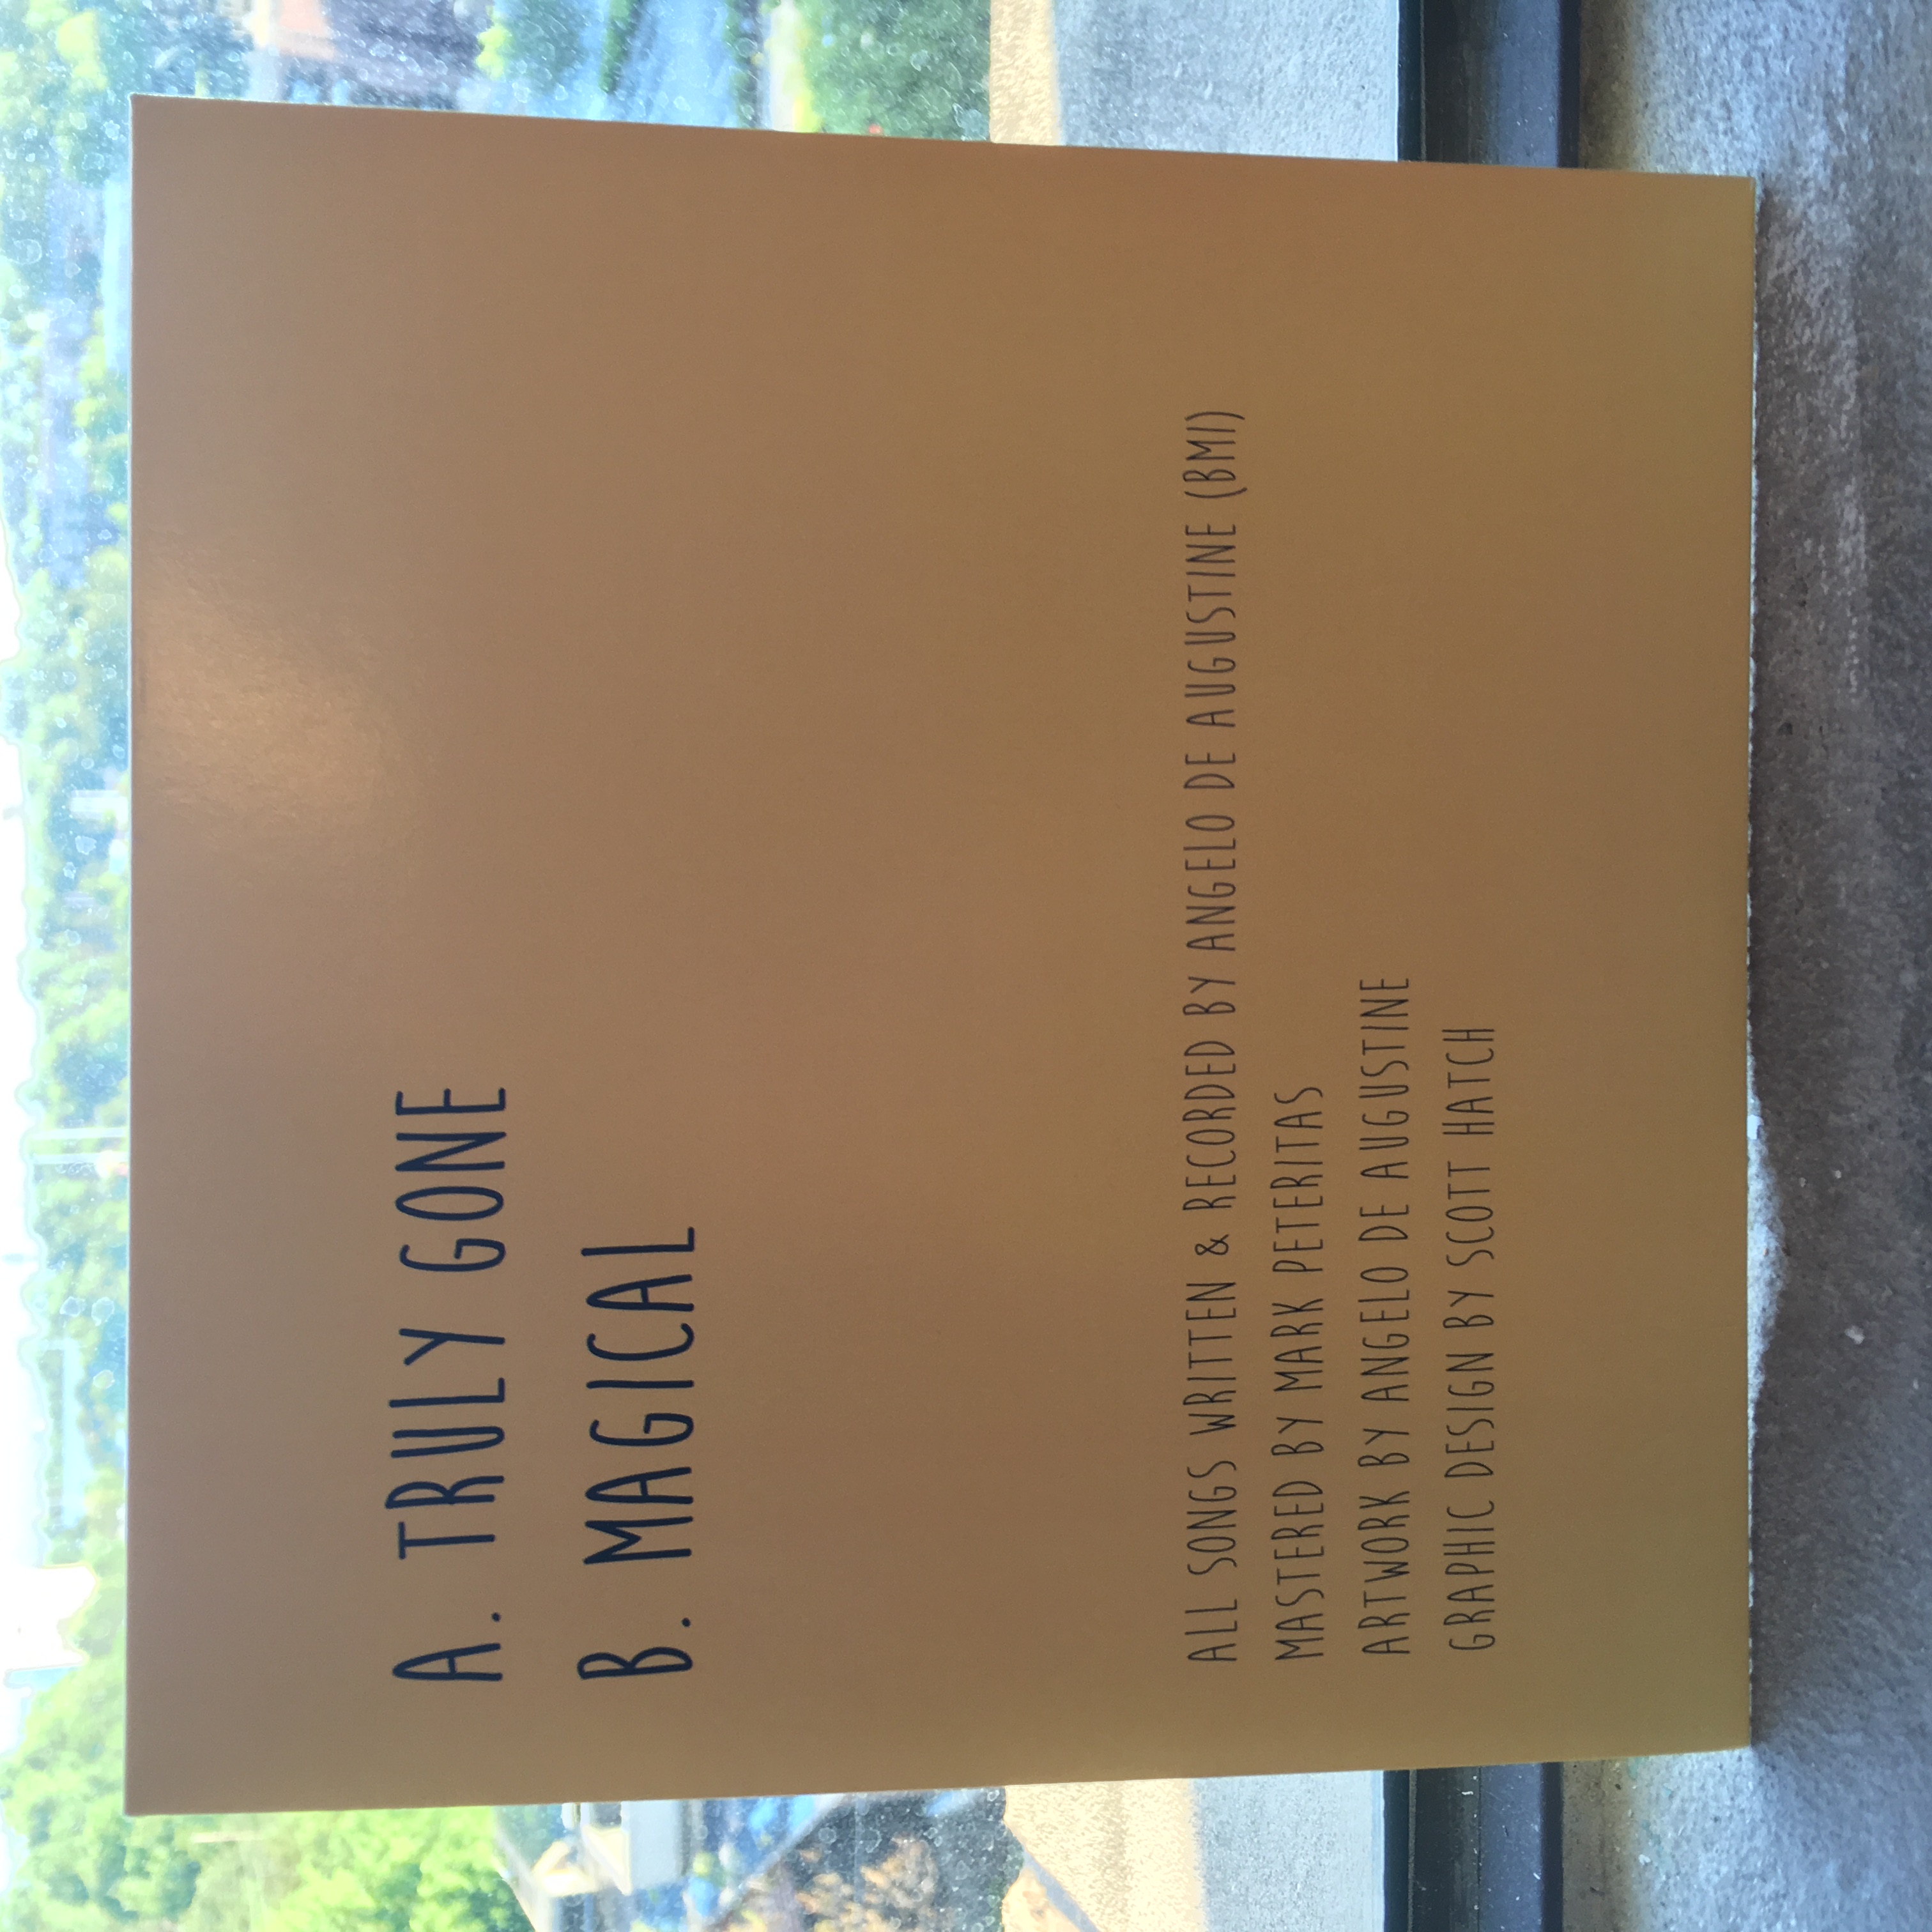 A. TRULY GONE
B. MAGICAL
ALL SONGS WRITTEN & RECORDED BY ANGELO DE AUGUSTINE (BMI)
MASTERED BY MARK PETERITAS
ARTWORK BY ANGELO DE AUGUSTINE
GRAPHIC DESIGN BY SCOTT HATCH